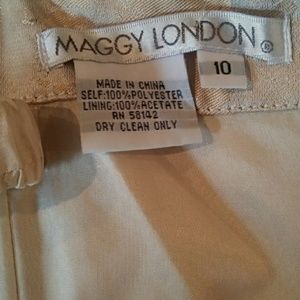 MAGGY LONDON®
10
MADE IN CHINA
SELF:100%POLYESTER
LINING:100%ACETATE
RN 58142
DRY CLEAN ONLY